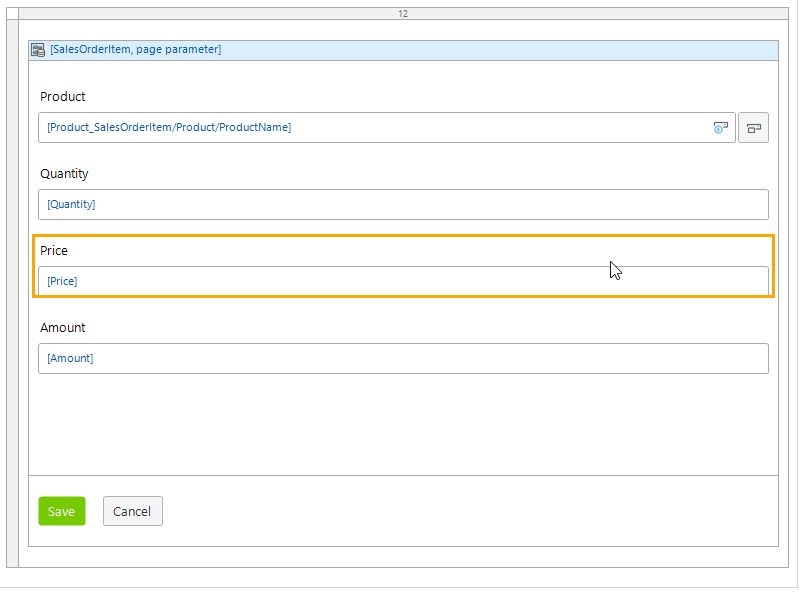 12
[SalesOrderItem, page parameter]
Product
[Product_SalesOrderItem/Product/ProductName]
Quantity
[Quantity]
Price
[Price]
Amount
[Amount]
Save Cancel